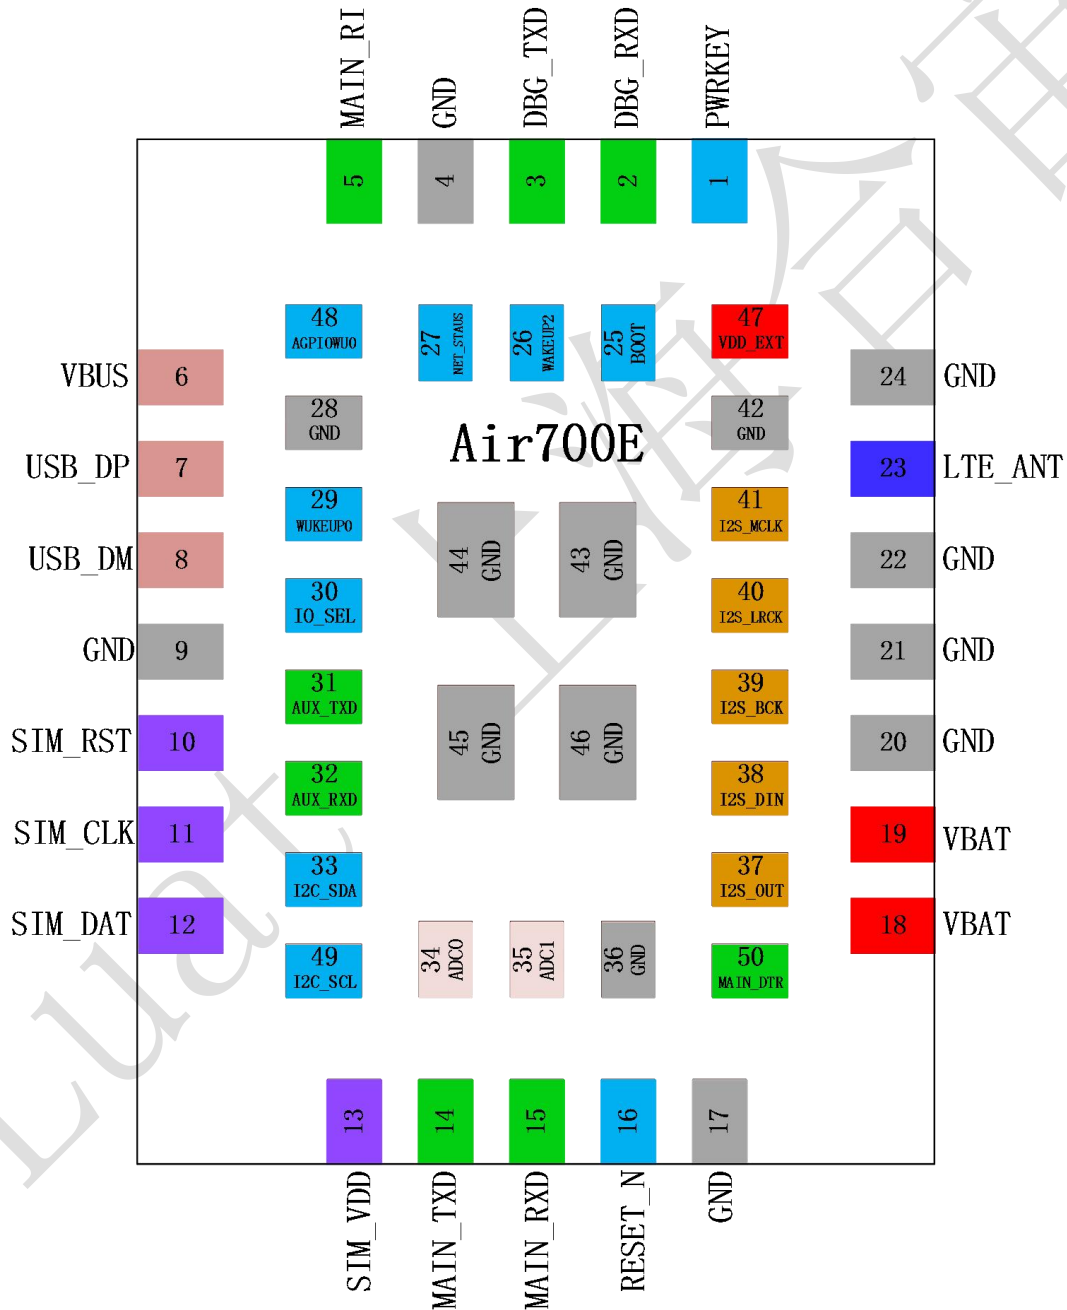 MAIN_RI
GND
DBG_TXD
DBG_RXD
PWRKEY
5
4
3
2
1
48
AGPIOWU0
27
NET_STAUS
26
WAKEUP2
25
BOOT
47
VDD_EXT
VBUS
6
24
GND
28
GND
42
GND
Air700E
USB_DP
7
23
LTE_ANT
29
WUKEUP0
41
I2S_MCLK
44
GND
43
GND
USB_DM
8
22
GND
30
IO_SEL
40
I2S_LRCK
GND
9
21
GND
31
AUX_TXD
39
I2S_BCK
45
GND
46
GND
SIM_RST
10
20
GND
32
AUX_RXD
38
I2S_DIN
SIM_CLK
11
19
VBAT
33
I2C_SDA
37
I2S_OUT
SIM_DAT
12
18
VBAT
49
I2C_SCL
34
ADC0
35
ADC1
36
GND
50
MAIN_DTR
13
14
15
16
17
SIM_VDD
MAIN_TXD
MAIN_RXD
RESET_N
GND
Luat 上海合宙